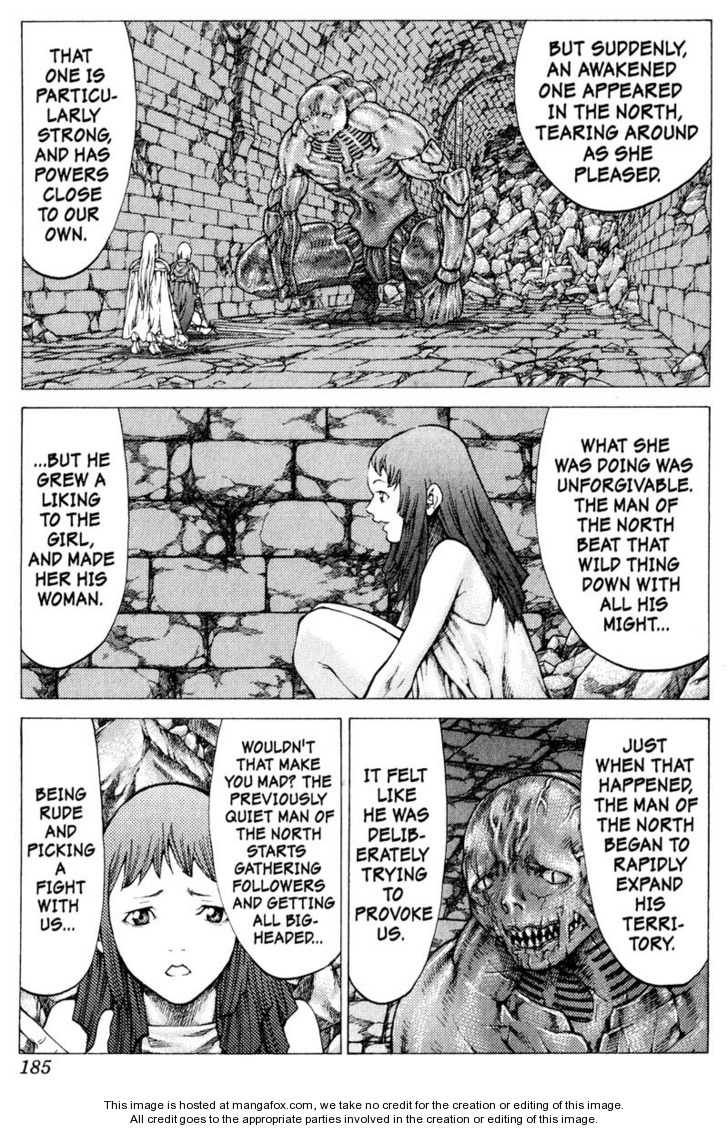 BUT SUDDENLY,
AN AWAKENED
ONE APPEARED
IN THE NORTH,
TEARING AROUND
AS SHE
PLEASED.
THAT
ONE IS
PARTICU-
LARLY
STRONG,
AND HAS
POWERS
CLOSE
TO OUR
OWN.
WHAT SHE
WAS DOING WAS
UNFORGIVABLE.
THE MAN OF
THE NORTH
BEAT THAT
WILD THING
DOWN WITH
ALL HIS
MIGHT...
...BUT HE
GREW A
LIKING
TO THE
GIRL,
AND MADE
HER HIS
WOMAN.
JUST
WHEN THAT
HAPPENED,
THE MAN OF
THE NORTH
BEGAN TO
RAPIDLY
EXPAND
HIS
TERRI-
TORY.
IT FELT
LIKE
HE WAS
DELIB-
ERATELY
TRYING
TO
PROVOKE
US.
WOULDN'T
THAT MAKE
YOU MAD? THE
PREVIOUSLY
QUIET MAN OF
THE NORTH
STARTS
GATHERING
FOLLOWERS
AND GETTING
ALL BIG-
HEADED...
BEING
RUDE
AND
PICKING
A
FIGHT
WITH
US...
185
This image is hosted at mangafox.com, we take no credit for the creation or editing of this image.
All credit goes to the appropriate parties involved in the creation or editing of this image.